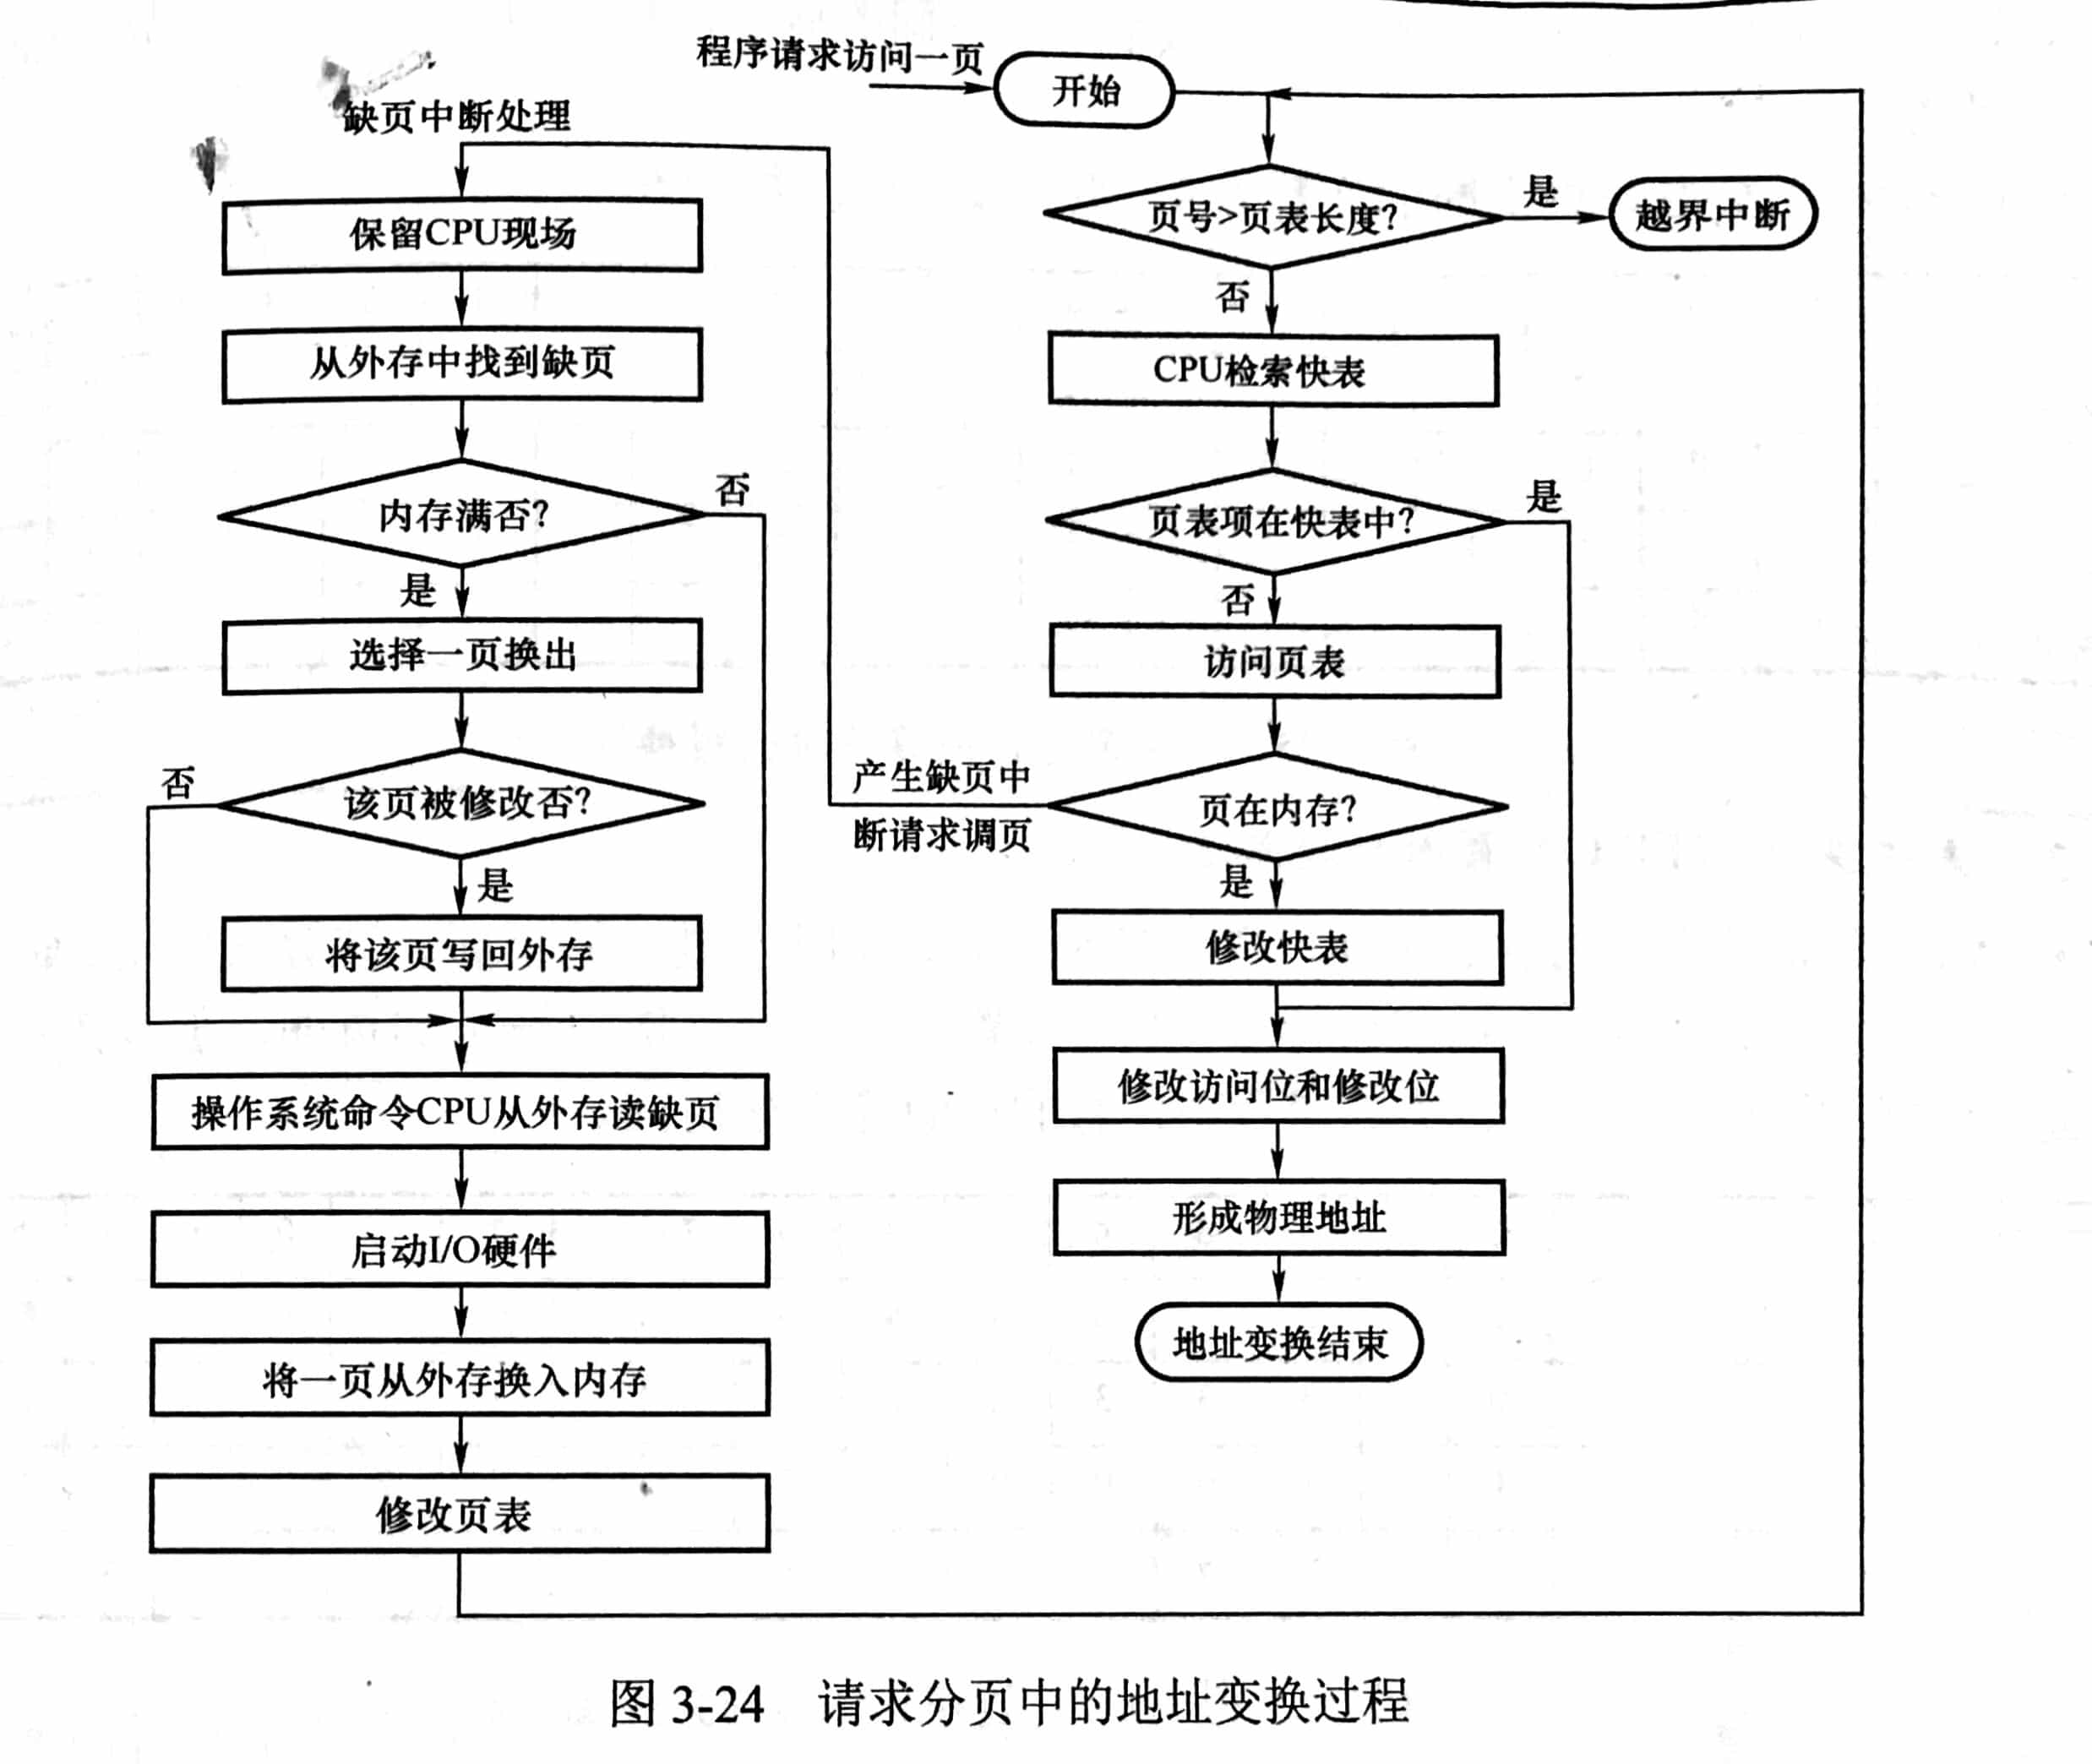 程序请求访问一页
开始
缺页中断处理
保留CPU现场
从外存中找到缺页
内存满否?
否
是
选择一页换出
该页被修改否?
否
是
将该页写回外存
操作系统命令CPU从外存读缺页
启动I/O硬件
将一页从外存换入内存
修改页表
页号>页表长度?
是
越界中断
否
CPU检索快表
页表项在快表中?
是
否
访问页表
页在内存?
产生缺页中
断请求调页
是
修改快表
修改访问位和修改位
形成物理地址
地址变换结束
图 3-24 请求分页中的地址变换过程